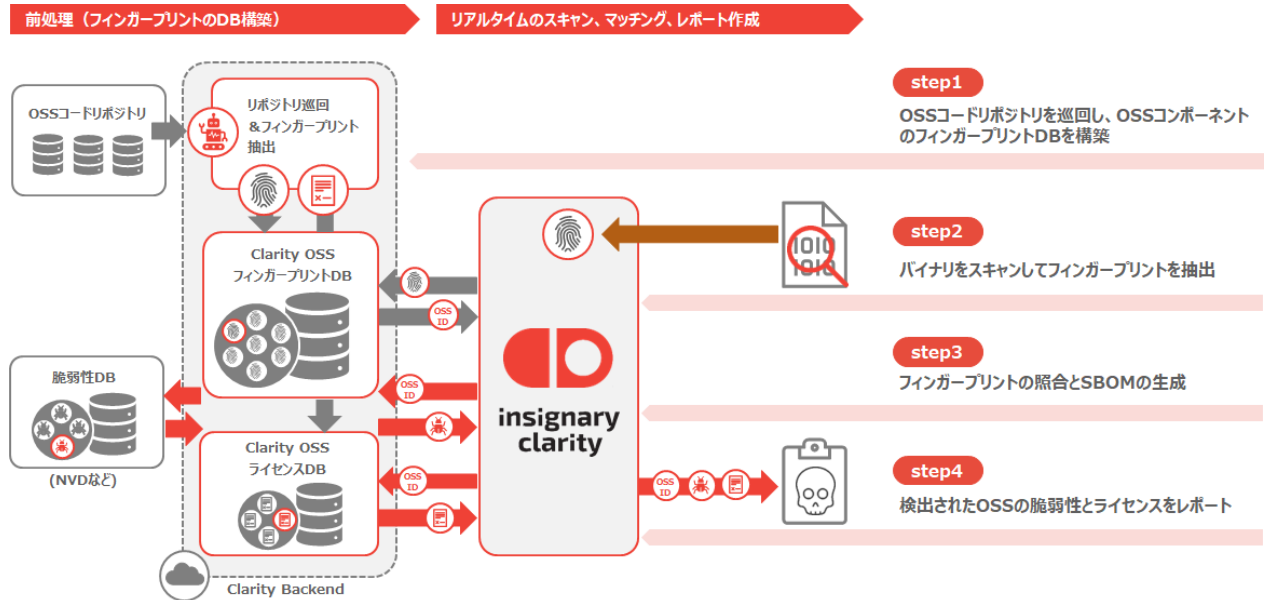 前処理（フィンガープリントのDB構築）
リアルタイムのスキャン、マッチング、レポート作成
OSSコードリポジトリ
リポジトリ巡回
&フィンガープリント
抽出
step1
OSSコードリポジトリを巡回し、OSSコンポーネント
のフィンガープリントDBを構築
1010
1010
step2
バイナリをスキャンしてフィンガープリントを抽出
Clarity OSS
フィンガープリントDB
OSS
ID
step3
フィンガープリントの照合とSBOMの生成
脆弱性DB
(NVDなど)
OSS
ID
insignary
clarity
Clarity OSS
ライセンスDB
OSS
ID
OSS
ID
step4
検出されたOSSの脆弱性とライセンスをレポート
Clarity Backend